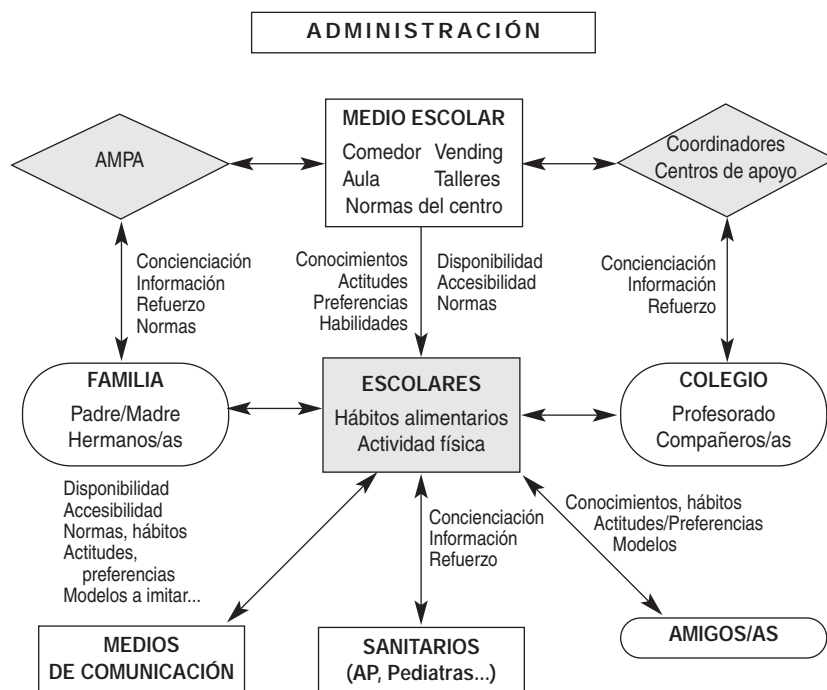 ADMINISTRACIÓN
MEDIO ESCOLAR
Comedor Vending
Aula Talleres
Normas del centro
AMPA
Coordinadores
Centros de apoyo
Concienciación
Información
Refuerzo
Normas
Conocimientos
Actitudes
Preferencias
Habilidades
Disponibilidad
Accesibilidad
Normas
Concienciación
Información
Refuerzo
FAMILIA
Padre/Madre
Hermanos/as
ESCOLARES
Hábitos alimentarios
Actividad física
COLEGIO
Profesorado
Compañeros/as
Disponibilidad
Accesibilidad
Normas, hábitos
Actitudes,
preferencias
Modelos a imitar...
Concienciación
Información
Refuerzo
Conocimientos, hábitos
Actitudes/Preferencias
Modelos
MEDIOS
DE COMUNICACIÓN
SANITARIOS
(AP, Pediatras...)
AMIGOS/AS